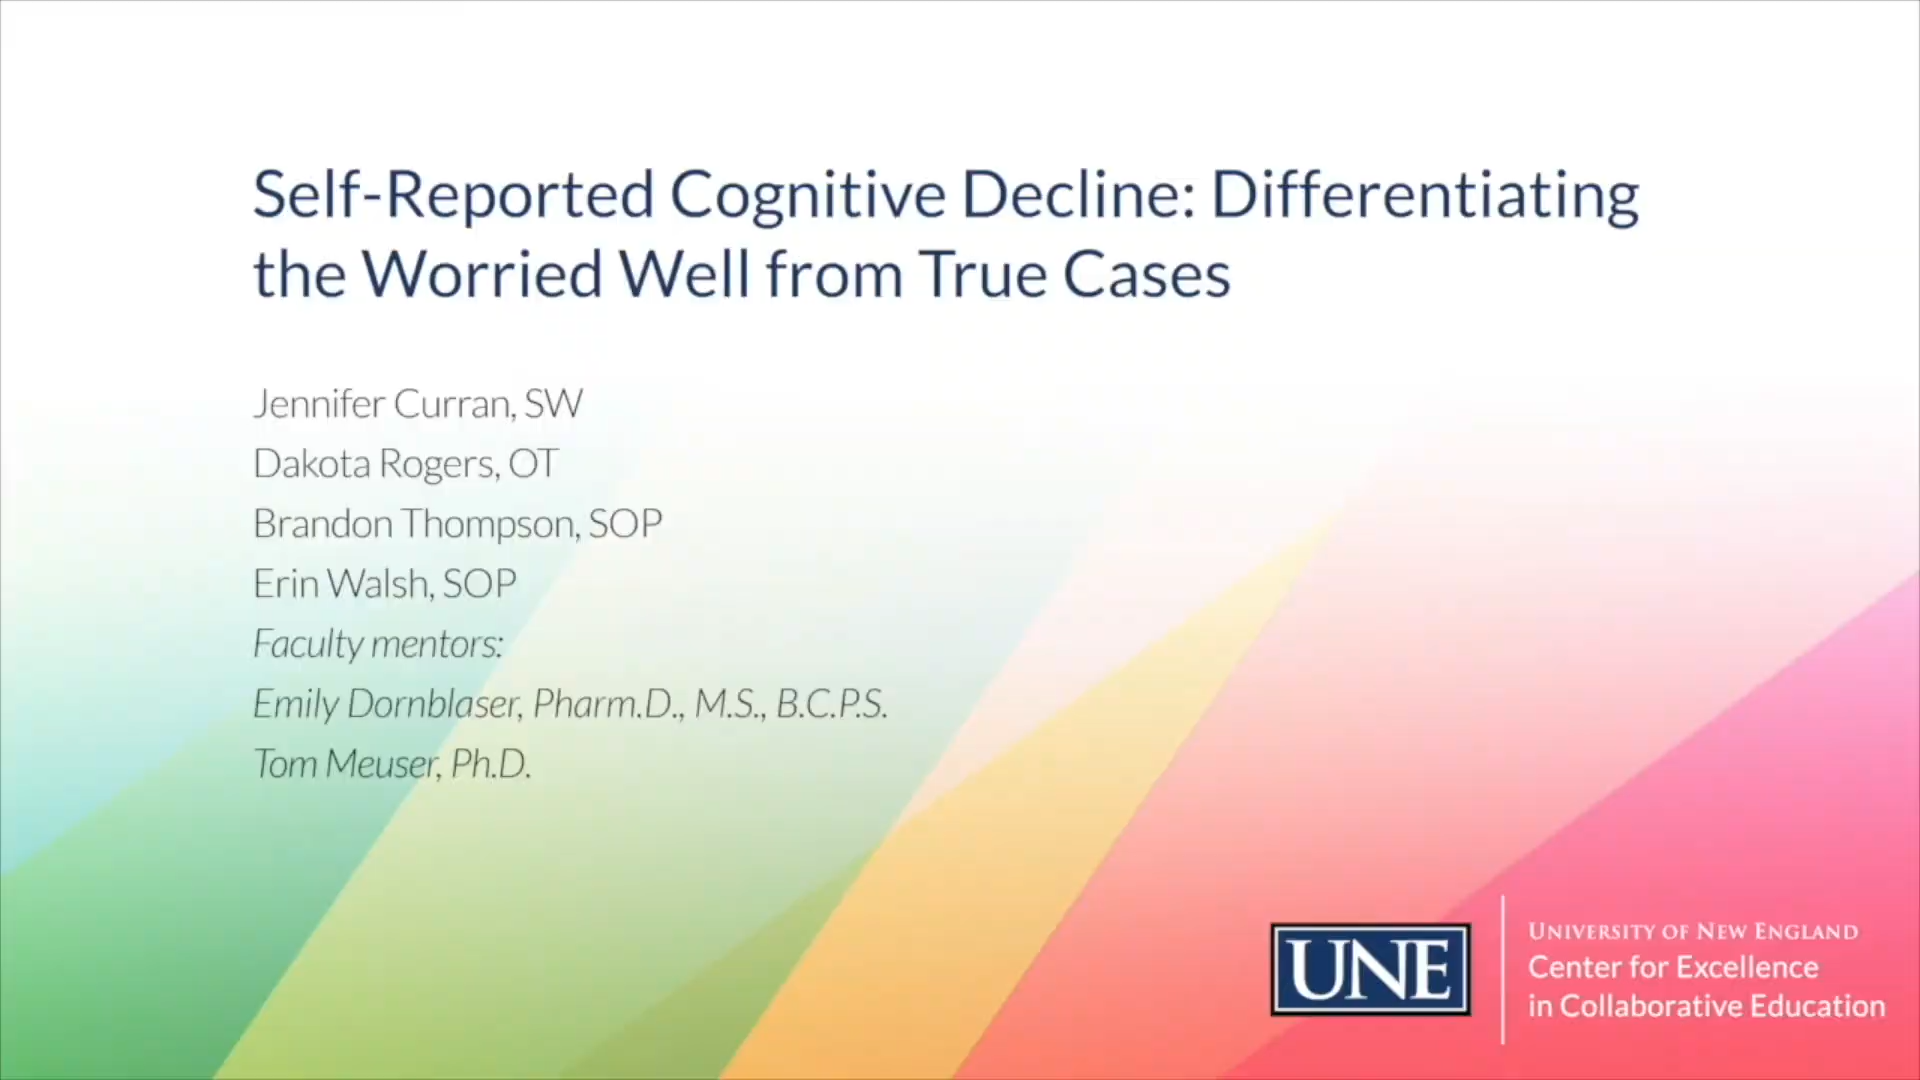 Self-Reported Cognitive Decline: Differentiating
the Worried Well from True Cases
Jennifer Curran, SW
Dakota Rogers, OT
Brandon Thompson, SOP
Erin Walsh, SOP
Faculty mentors:
Emily Dornblaser, Pharm.D., M.S., B.C.P.S.
Tom Meuser, Ph.D.
UNE
UNIVERSITY OF NEW ENGLAND
Center for Excellence
in Collaborative Education